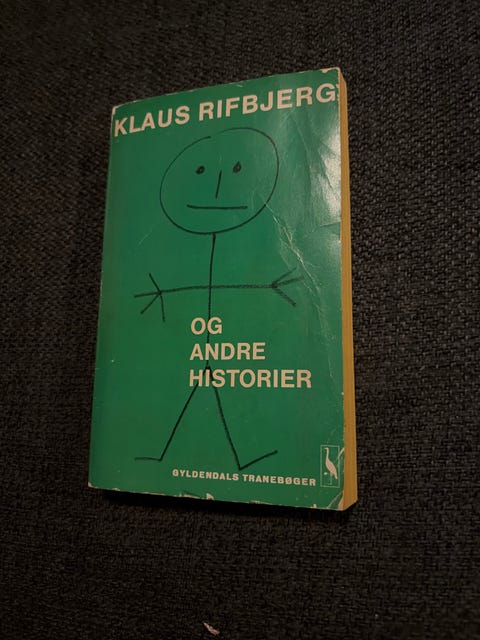 KLAUS RIFBJERG
OG
ANDRE
HISTORIER
GYLDENDALS TRANEBØGER